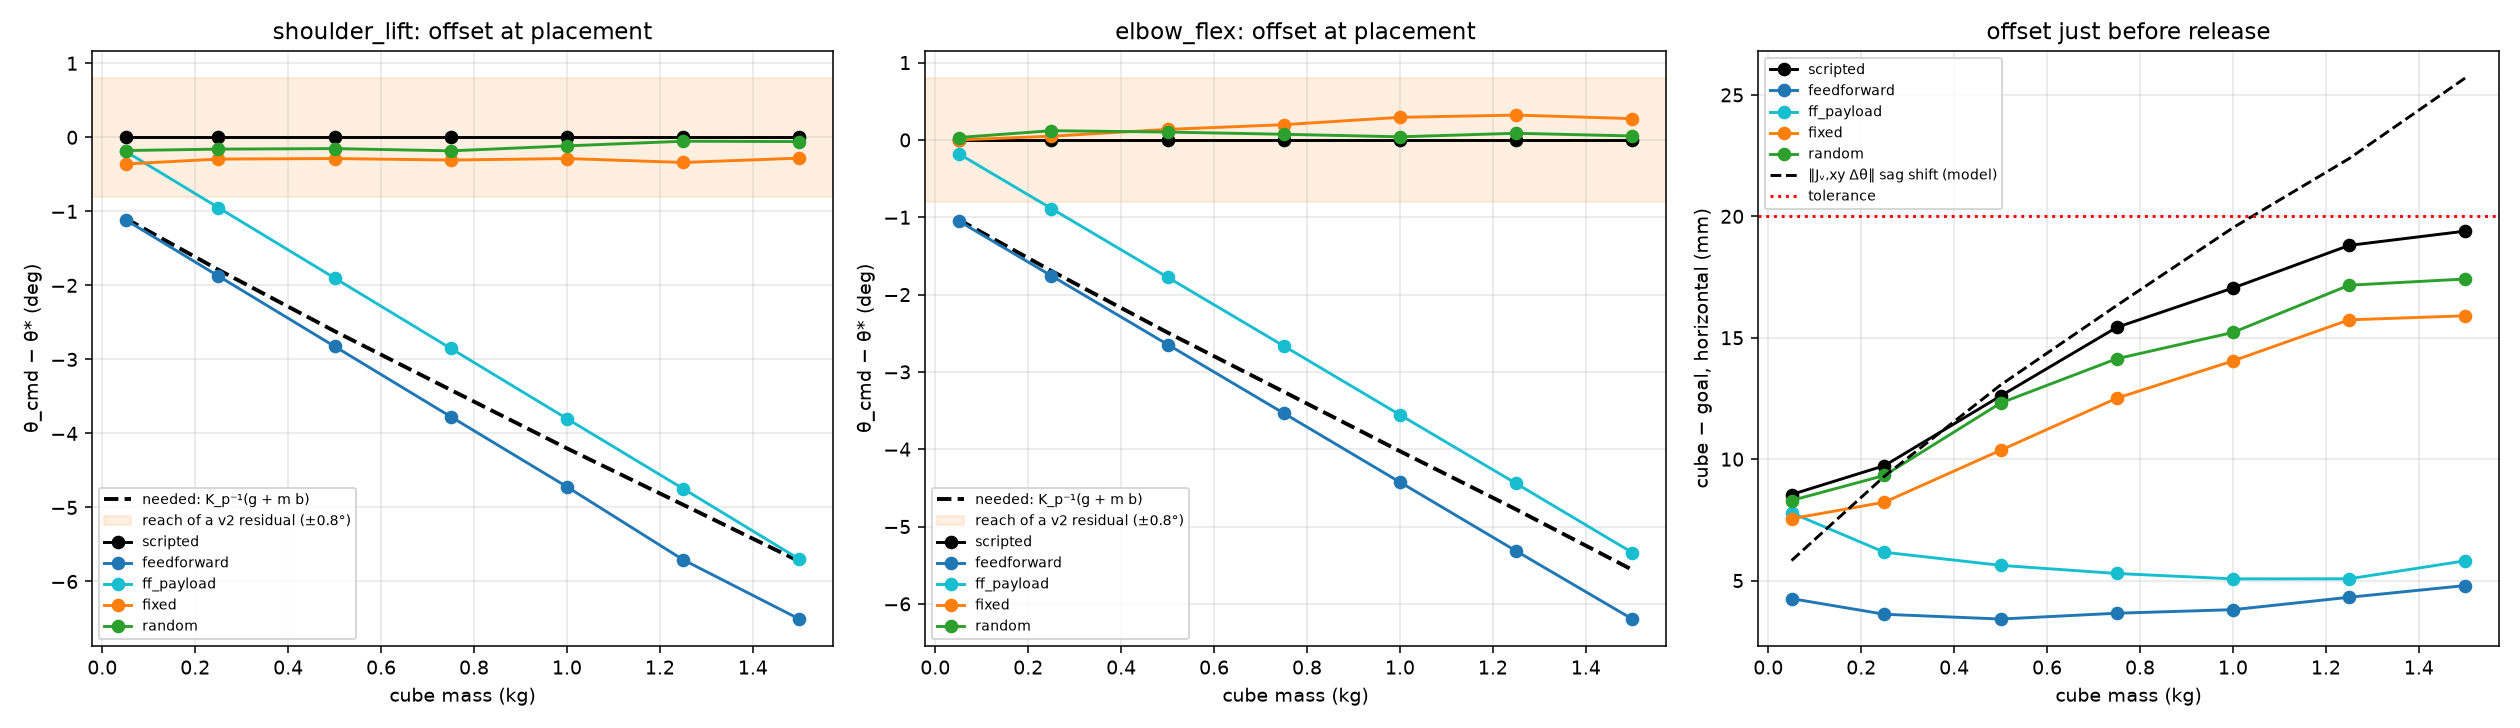 shoulder_lift: offset at placement
1
0
−1
−2
−3
−4
−5
−6
θ_cmd − θ* (deg)
needed: K_p⁻¹(g + m b)
reach of a v2 residual (±0.8°)
scripted
feedforward
ff_payload
fixed
random
0.0 0.2 0.4 0.6 0.8 1.0 1.2 1.4
cube mass (kg)
elbow_flex: offset at placement
1
0
−1
−2
−3
−4
−5
−6
θ_cmd − θ* (deg)
needed: K_p⁻¹(g + m b)
reach of a v2 residual (±0.8°)
scripted
feedforward
ff_payload
fixed
random
0.0 0.2 0.4 0.6 0.8 1.0 1.2 1.4
cube mass (kg)
offset just before release
25
20
15
10
5
cube − goal, horizontal (mm)
scripted
feedforward
ff_payload
fixed
random
‖Jᵥ,xy Δθ‖ sag shift (model)
tolerance
0.0 0.2 0.4 0.6 0.8 1.0 1.2 1.4
cube mass (kg)